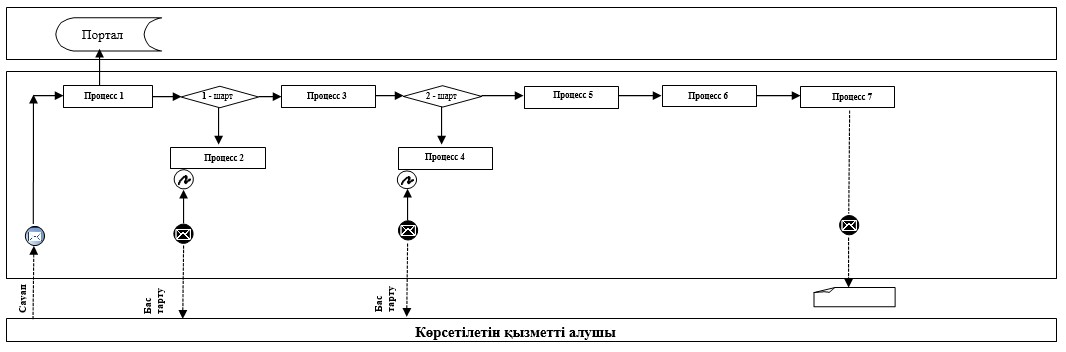 Портал
Процесс 1
1 - шарт
Процесс 3
2 - шарт
Процесс 5
Процесс 6
Процесс 7
Процесс 2
Процесс 4
Сауап
Бас
тарту
Бас
тарту
Көрсетілетін қызметті алушы